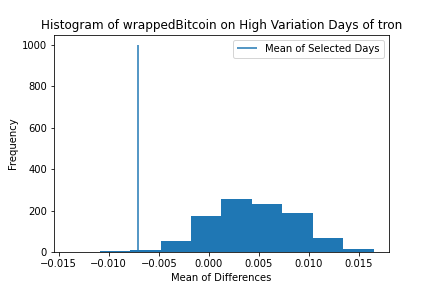 Histogram of wrappedBitcoin on High Variation Days of tron
Mean of Selected Days
1000
800
600
400
200
0
Frequency
−0.015 −0.010 −0.005 0.000 0.005 0.010 0.015
Mean of Differences